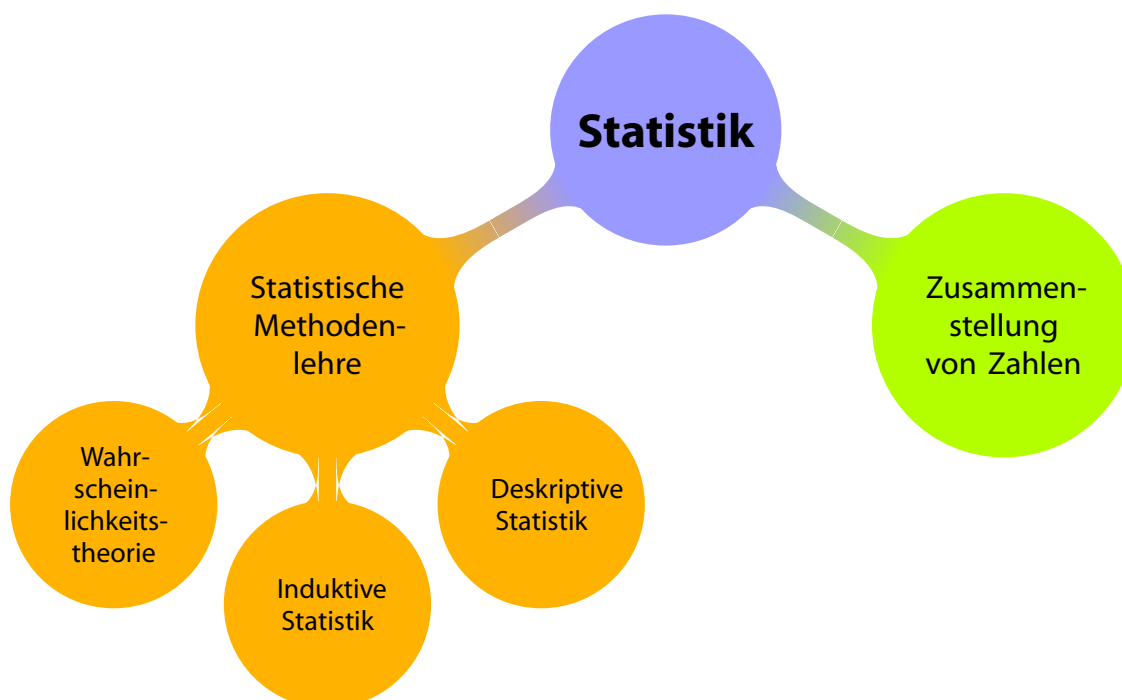 Statistik
Statistische
Methoden-
lehre
Zusammen-
stellung
von Zahlen
Wahr-
schein-
lichkeits-
theorie
Induktive
Statistik
Deskriptive
Statistik